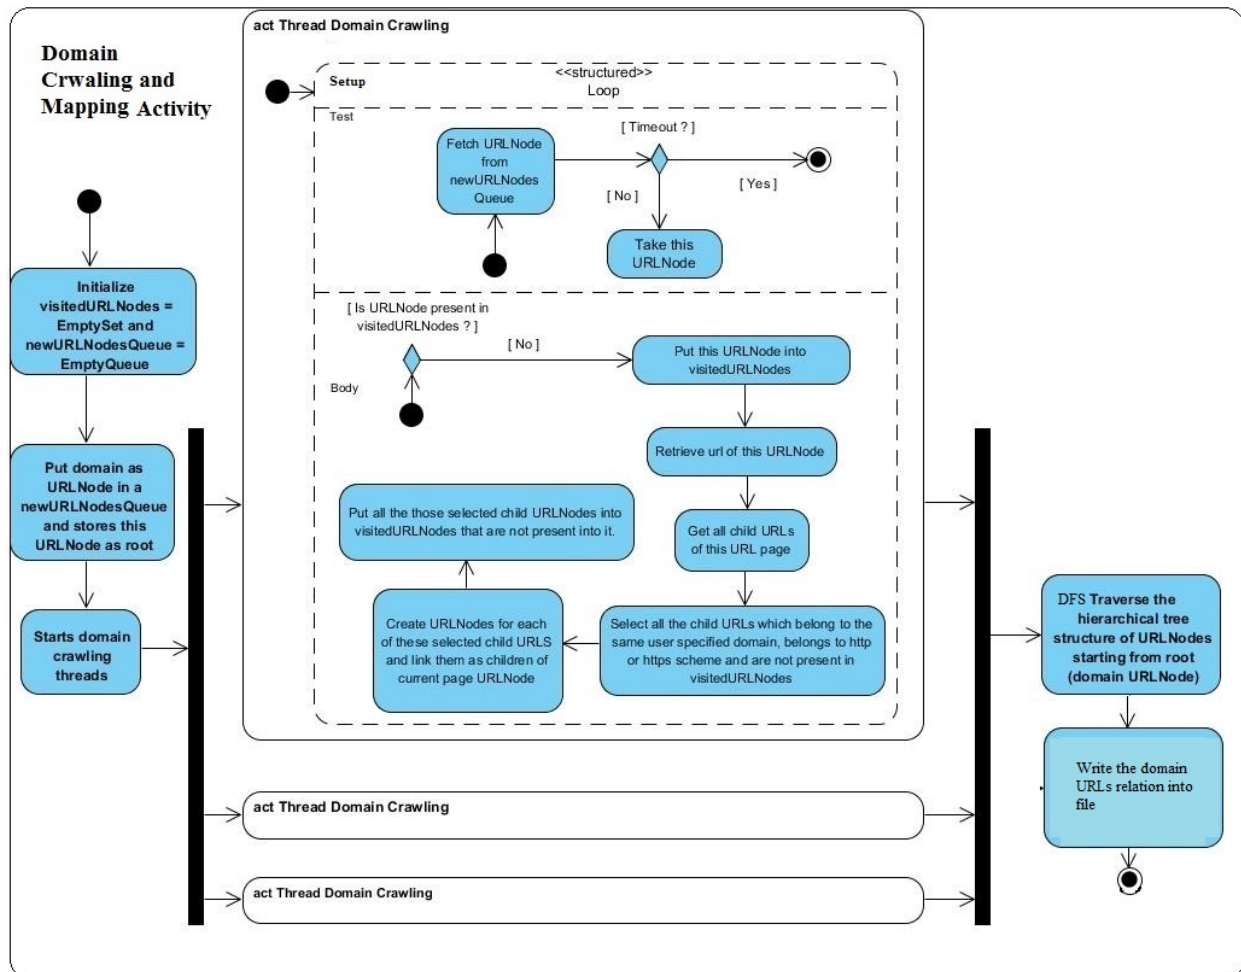 Domain
Crwaling and
Mapping Activity
Initialize
visitedURLNodes =
EmptySet and
newURLNodesQueue =
EmptyQueue
Put domain as
URLNode in a
newURLNodesQueue
and stores this
URLNode as root
Starts domain
crawling
threads
act Thread Domain Crawling
Setup
<<structured>>
Loop
Test
Fetch URLNode
from
newURLNodes
Queue
[ Timeout ? ]
[ Yes ]
[ No ]
Take this
URLNode
[ Is URLNode present in
visitedURLNodes ? ]
[ No ]
Body
Put this URLNode into
visitedURLNodes
Retrieve url of this URLNode
Get all child URLs
of this URL page
Select all the child URLs which belong to the
same user specified domain, belongs to http
or https scheme and are not present in
visitedURLNodes
Create URLNodes for each
of these selected child URLS
and link them as children of
current page URLNode
Put all the those selected child URLNodes into
visitedURLNodes that are not present into it.
act Thread Domain Crawling
act Thread Domain Crawling
DFS Traverse the
hierarchical tree
structure of URLNodes
starting from root
(domain URLNode)
Write the domain
URLs relation into
file